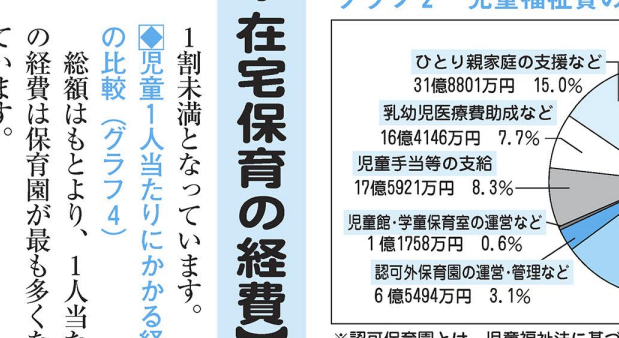 グラフ2 児童福祉費の
ひとり親家庭の支援など
31億8801万円 15.0%
乳幼児医療費助成など
16億4146万円 7.7%
児童手当等の支給
17億5921万円 8.3%
児童館・学童保育室の運営など
1億1758万円 0.6%
認可外保育園の運営・管理など
6億5494万円 3.1%
※認可保育園とは、児童福祉法に基づ
・在宅保育の経費】
1割未満となっています。
◆児童1人当たりにかかる経
の比較（グラフ4）
総額はもとより、1人当た
の経費は保育園が最も多くな
ています。